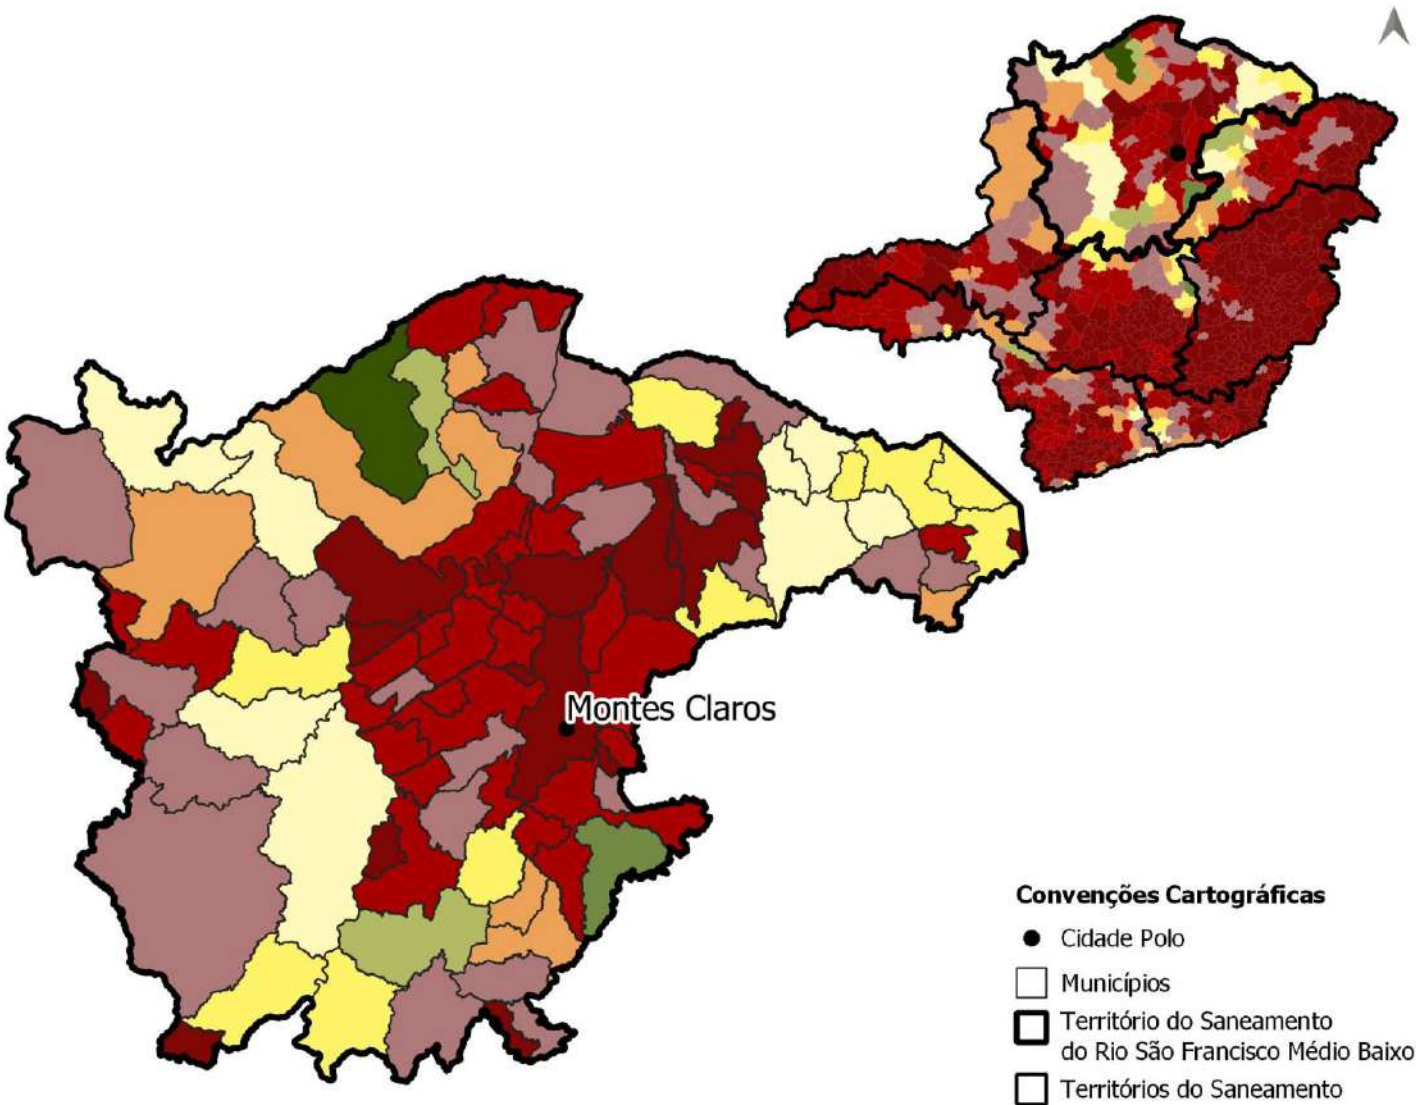 Montes Claros
Convenções Cartográficas
Cidade Polo
Municípios
Território do Saneamento
do Rio São Francisco Médio Baixo
Territórios do Saneamento